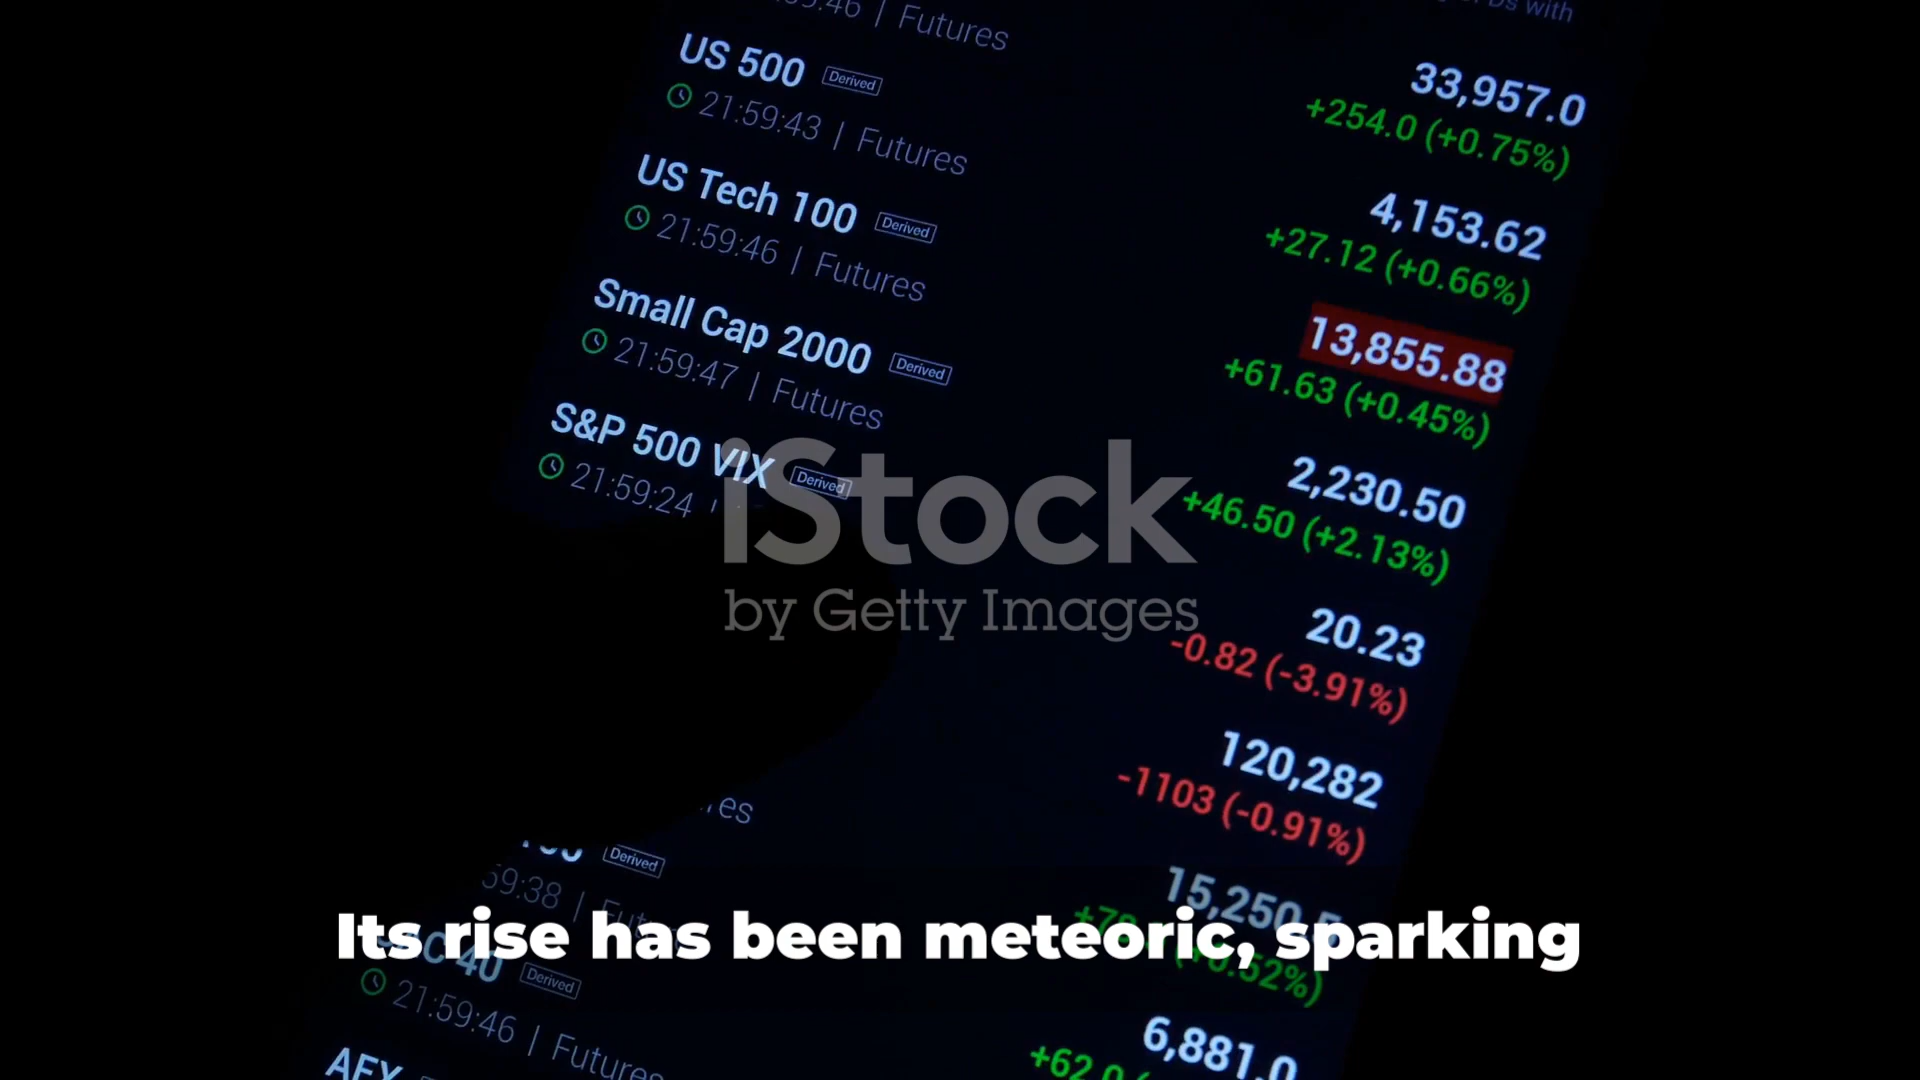 | Futures
US 500 Derived
21:59:43 | Futures
33,957.0
+254.0 (+0.75%)
US Tech 100 Derived
21:59:46 | Futures
4,153.62
+27.12 (+0.66%)
Small Cap 2000 Derived
21:59:47 | Futures
13,855.88
+61.63 (+0.45%)
S&P 500 VIX Derived
21:59:24
2,230.50
+46.50 (+2.13%)
iStock
by Getty Images
20.23
-0.82 (-3.91%)
120,282
-1103 (-0.91%)
Derived
15,250.5
Its rise has been meteoric, sparking
40 Derived
21:59:46 | Futures
6,881.0